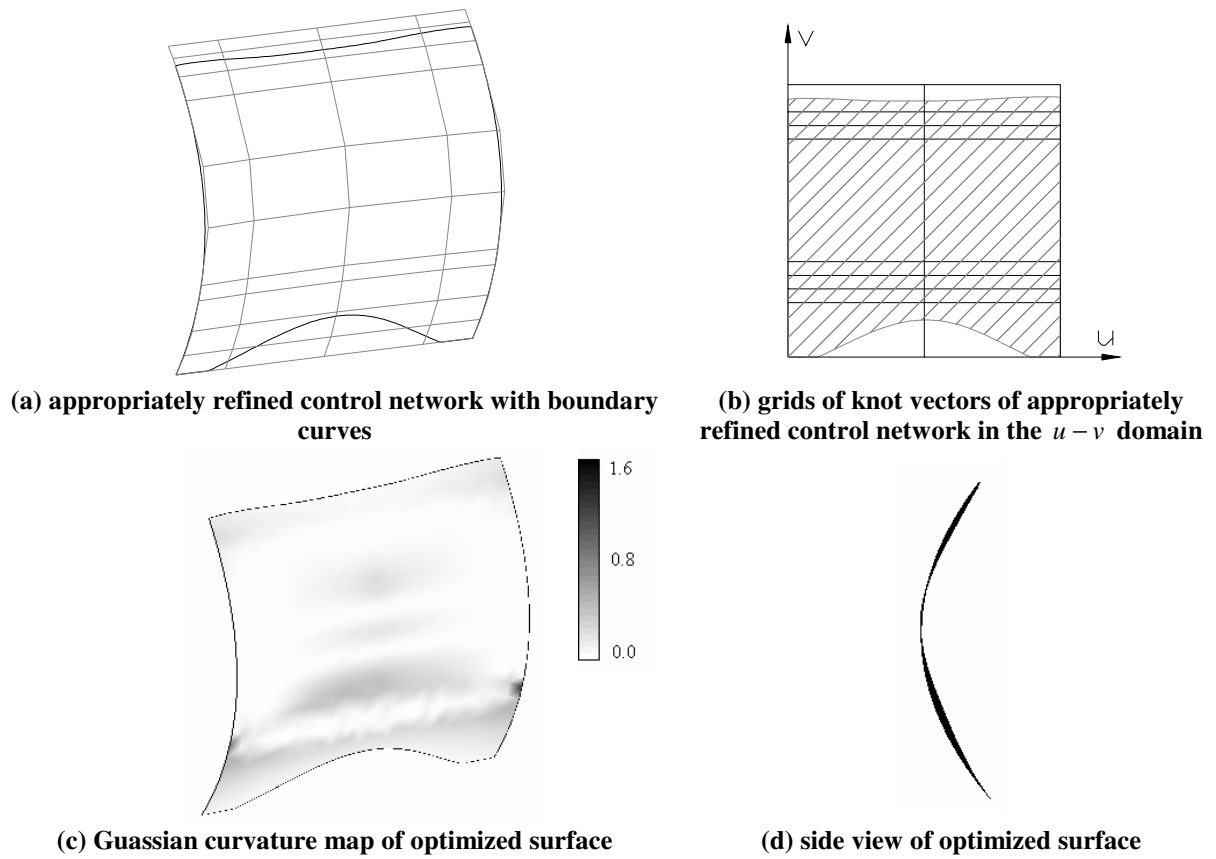 V
u
(a) appropriately refined control network with boundary
curves
(b) grids of knot vectors of appropriately
refined control network in the u – v domain
1.6
0.8
0.0
(c) Guassian curvature map of optimized surface
(d) side view of optimized surface